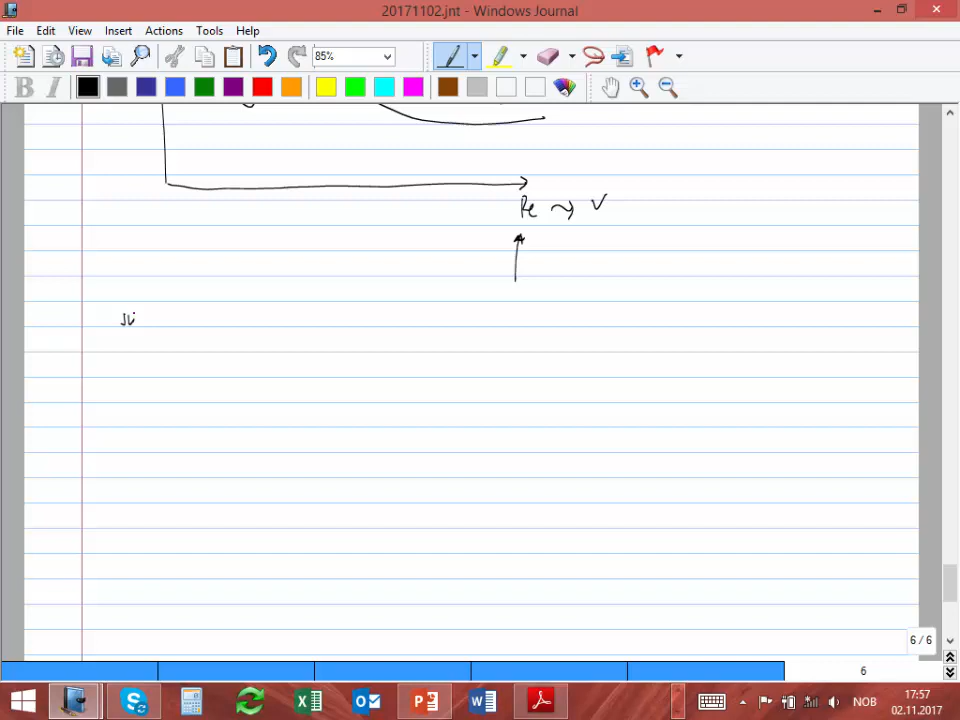 20171102.jnt - Windows Journal
File Edit View Insert Actions Tools Help
85%
B I
Re ~> V
6 / 6
6
NOB
17:57
02.11.2017